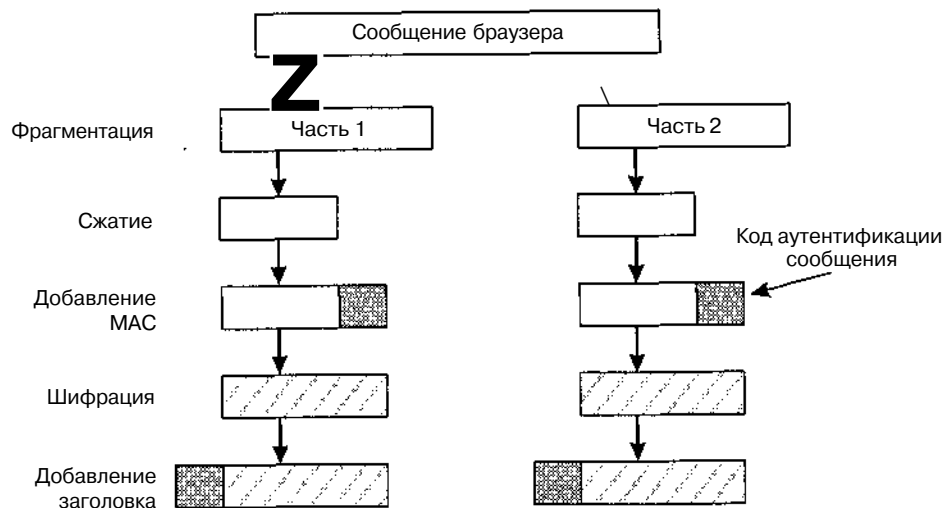 Сообщение браузера
Z
Фрагментация
Часть 1
Часть 2
Сжатие
Код аутентификации
сообщения
Добавление
MAC
Шифрация
Добавление
заголовка